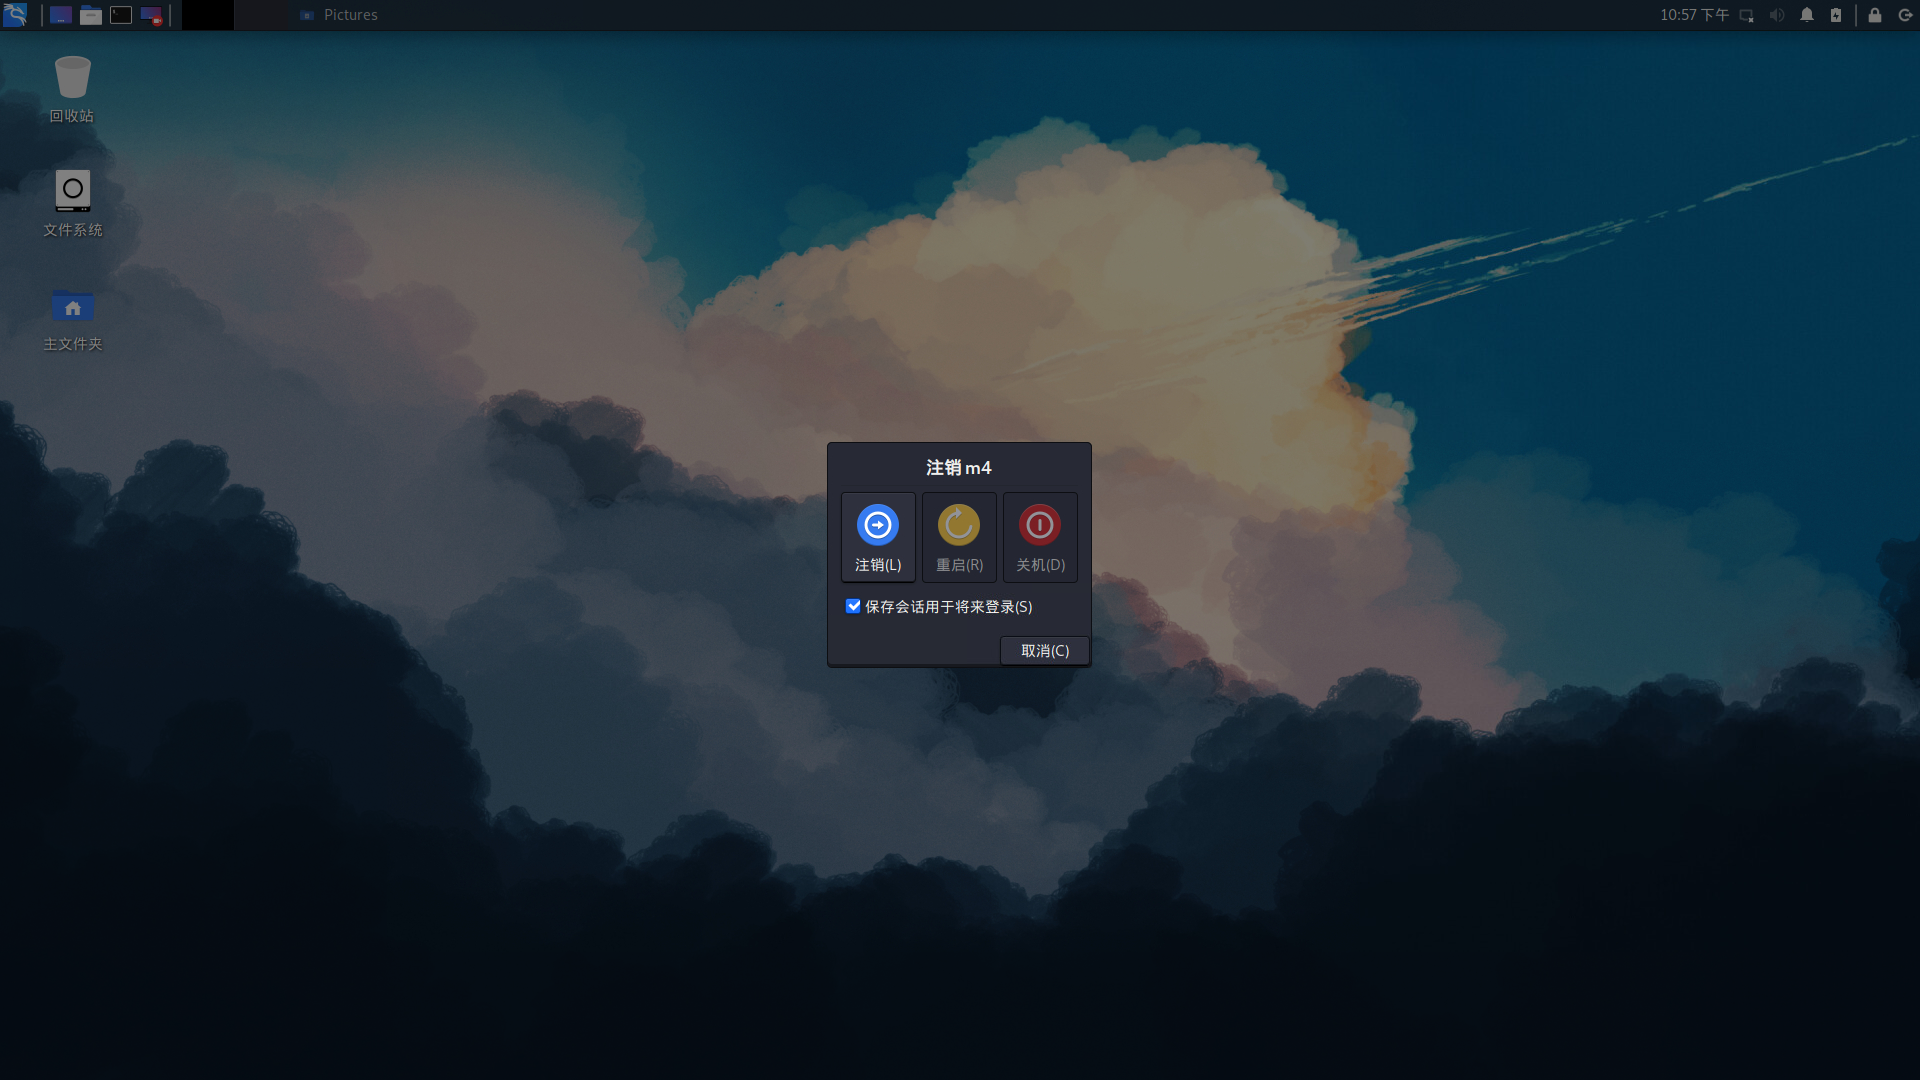 Pictures
10:57 下午
回收站
文件系统
主文件夹
注销 m4
注销(L)
重启(R)
关机(D)
保存会话用于将来登录(S)
取消(C)